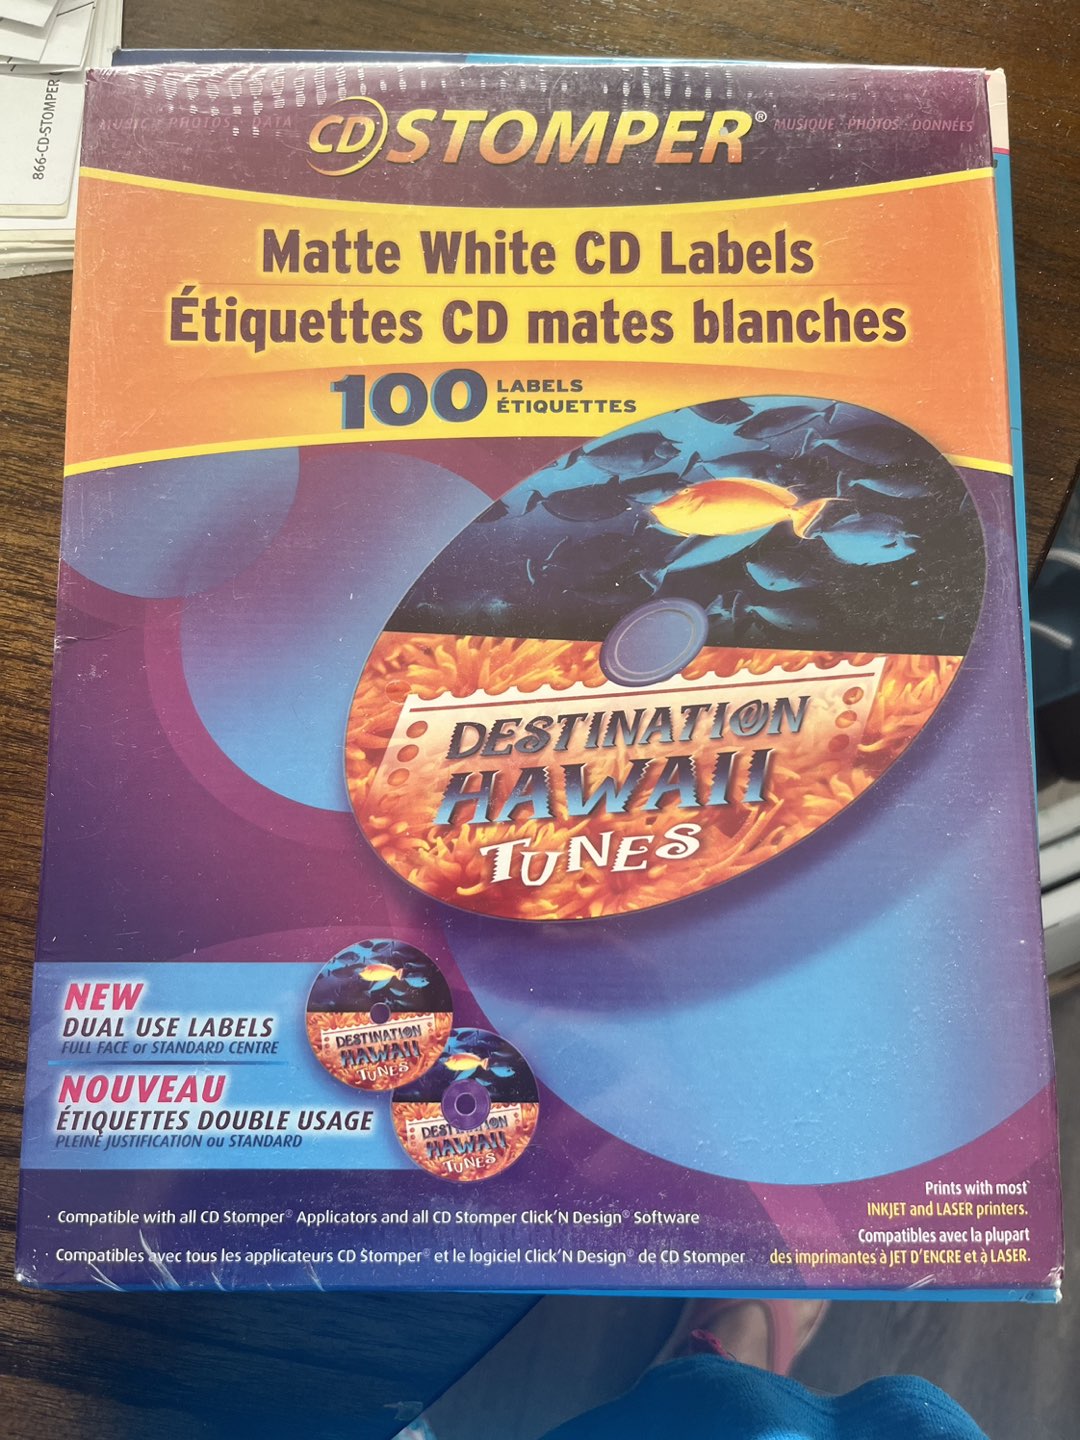 866-CD-STOMPER
MUSIC · PHOTOS · DATA
CD STOMPER®
MUSIQUE · PHOTOS · DONNÉES
Matte White CD Labels
Étiquettes CD mates blanches
100 LABELS
ÉTIQUETTES
DESTINATION
HAWAII
TUNES
NEW
DUAL USE LABELS
FULL FACE or STANDARD CENTRE
NOUVEAU
ÉTIQUETTES DOUBLE USAGE
PLEINE JUSTIFICATION ou STANDARD
DESTINATION
HAWAII
TUNES
DESTINATION
HAWAII
TUNES
· Compatible with all CD Stomper® Applicators and all CD Stomper Click'N Design® Software
· Compatibles avec tous les applicateurs CD Stomper® et le logiciel Click'N Design® de CD Stomper
Prints with most
INKJET and LASER printers.
Compatibles avec la plupart
des imprimantes à JET D'ENCRE et à LASER.